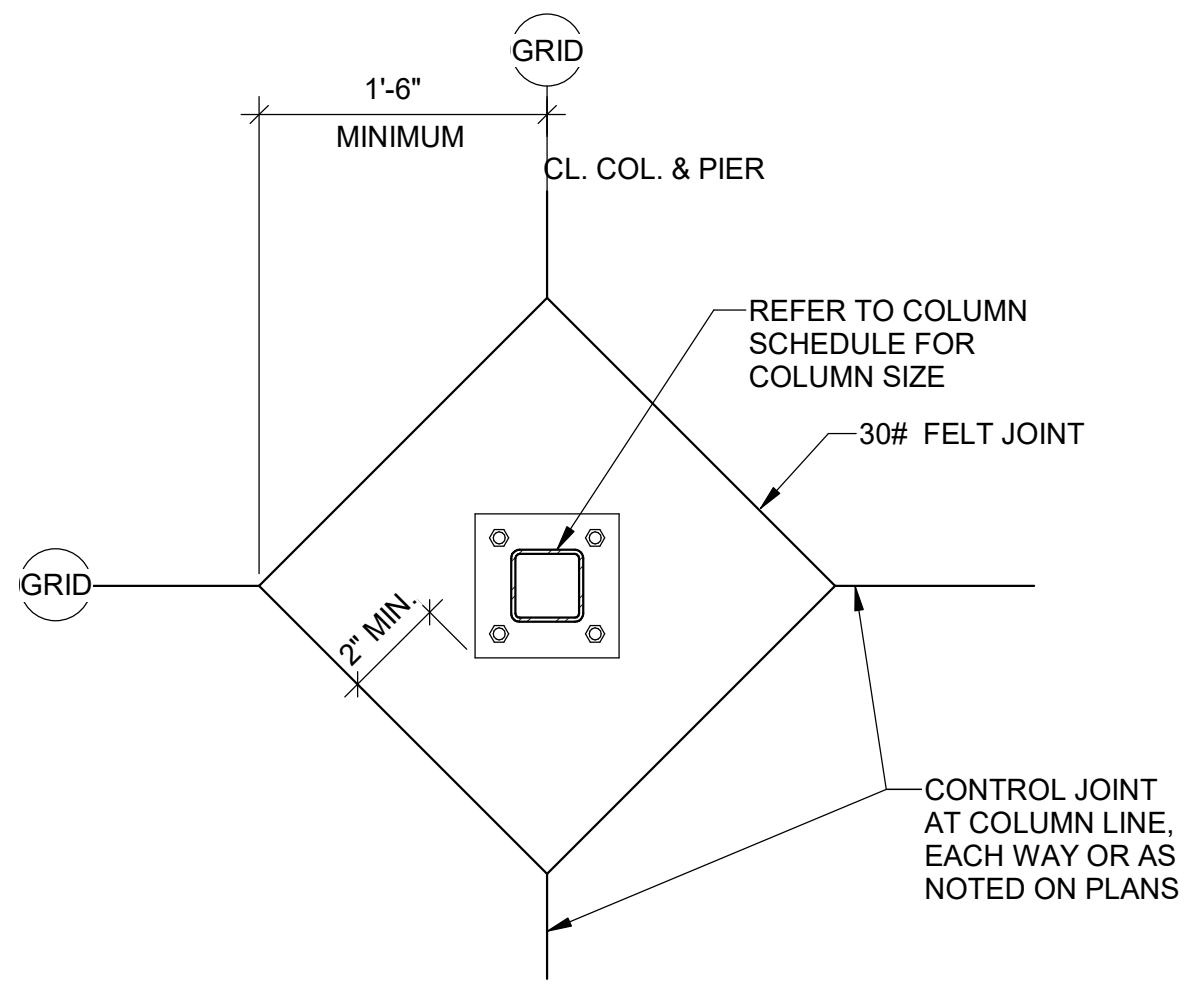 GRID
1'-6"
MINIMUM
CL. COL. & PIER
REFER TO COLUMN
SCHEDULE FOR
COLUMN SIZE
30# FELT JOINT
GRID
2" MIN.
CONTROL JOINT
AT COLUMN LINE,
EACH WAY OR AS
NOTED ON PLANS